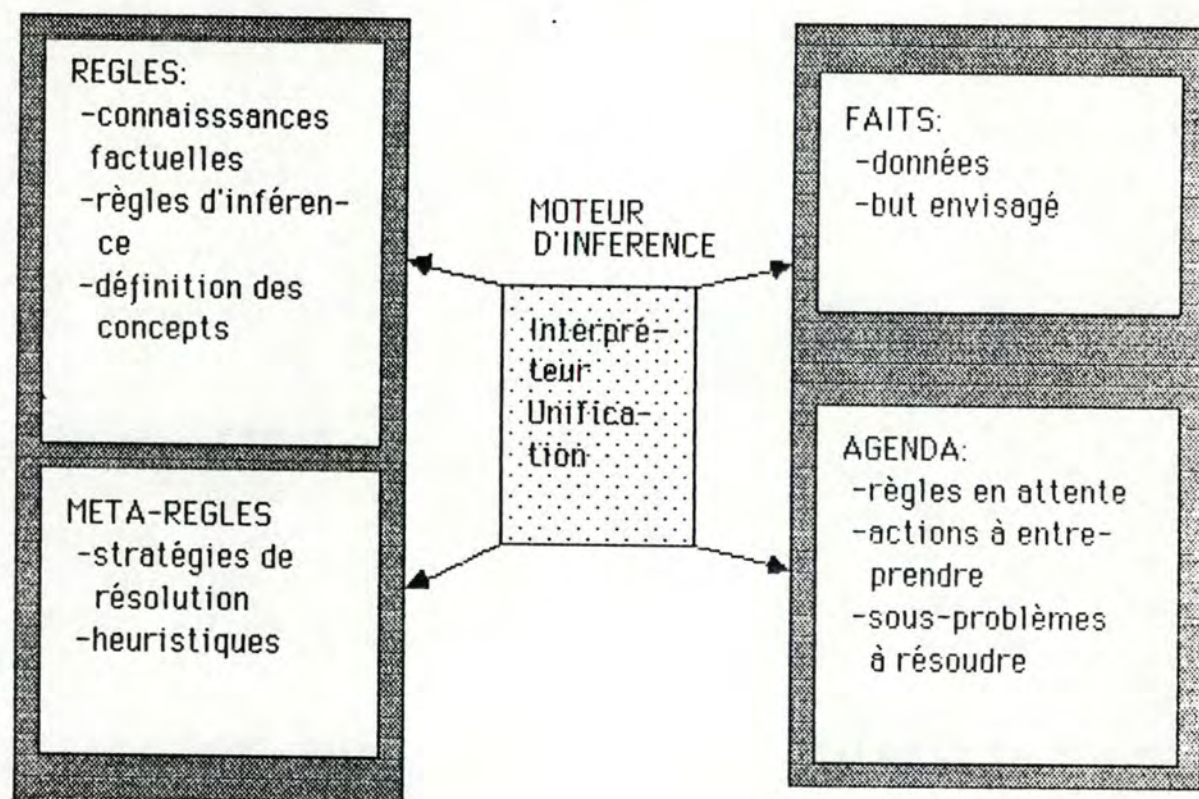 REGLES:
-connaisssances
factuelles
-règles d'inféren-
ce
-définition des
concepts
META-REGLES
-stratégies de
résolution
-heuristiques
MOTEUR
D'INFERENCE
Interpré-
teur
Unifica-
tion
FAITS:
-données
-but envisagé
AGENDA:
-règles en attente
-actions à entre-
prendre
-sous-problèmes
à résoudre